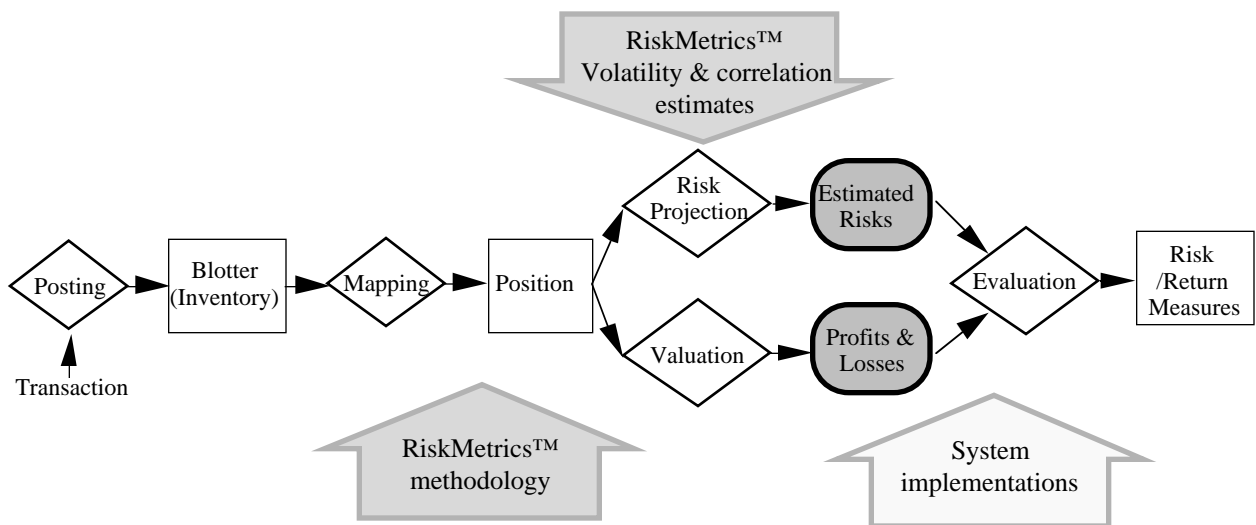 RiskMetrics™
Volatility & correlation
estimates
Risk
Projection
Estimated
Risks
Posting
Blotter
(Inventory)
Mapping
Position
Evaluation
Risk
/Return
Measures
Valuation
Profits &
Losses
Transaction
RiskMetrics™
methodology
System
implementations